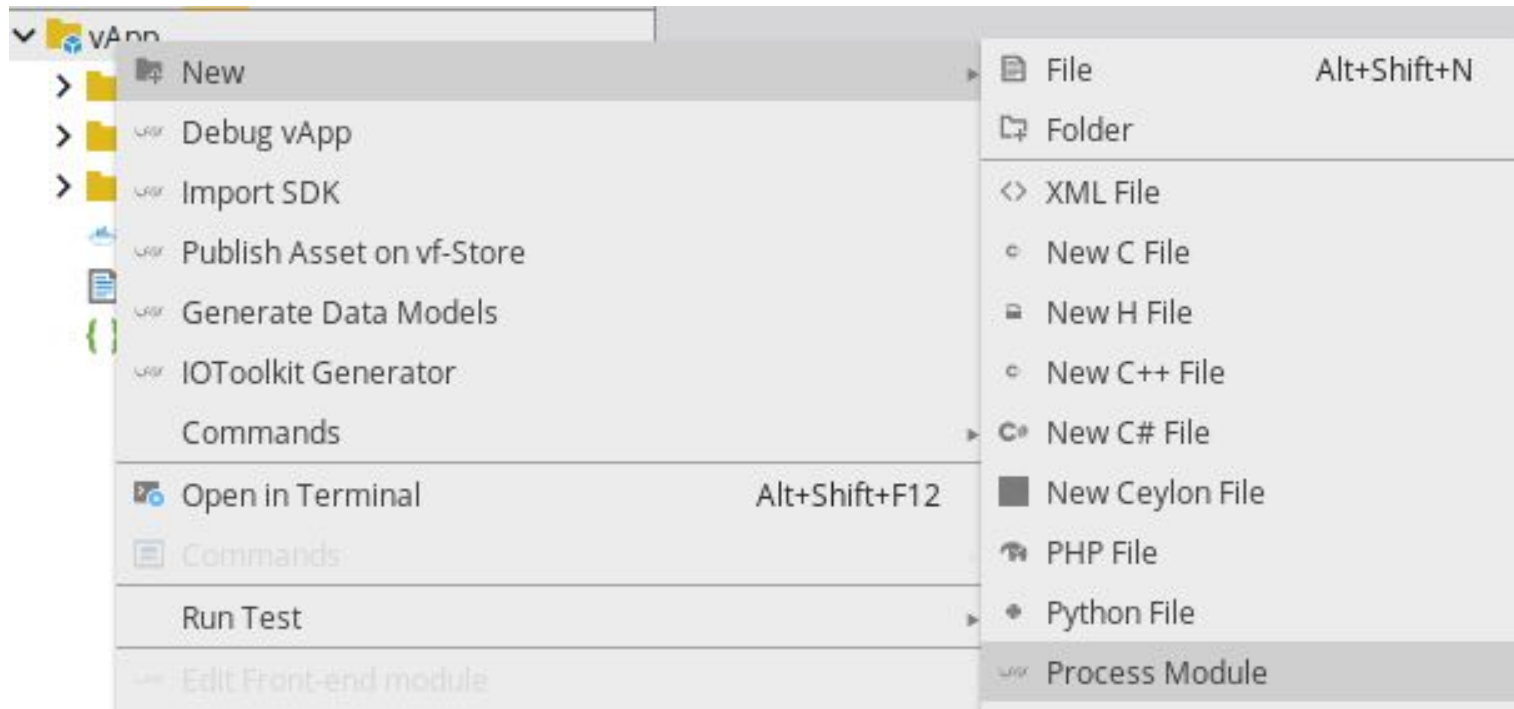 vApp
New
Debug vApp
Import SDK
Publish Asset on vf-Store
Generate Data Models
IOToolkit Generator
Commands
Open in Terminal Alt+Shift+F12
Commands
Run Test
Edit Front-end module
File Alt+Shift+N
Folder
XML File
New C File
New H File
New C++ File
New C# File
New Ceylon File
PHP File
Python File
Process Module